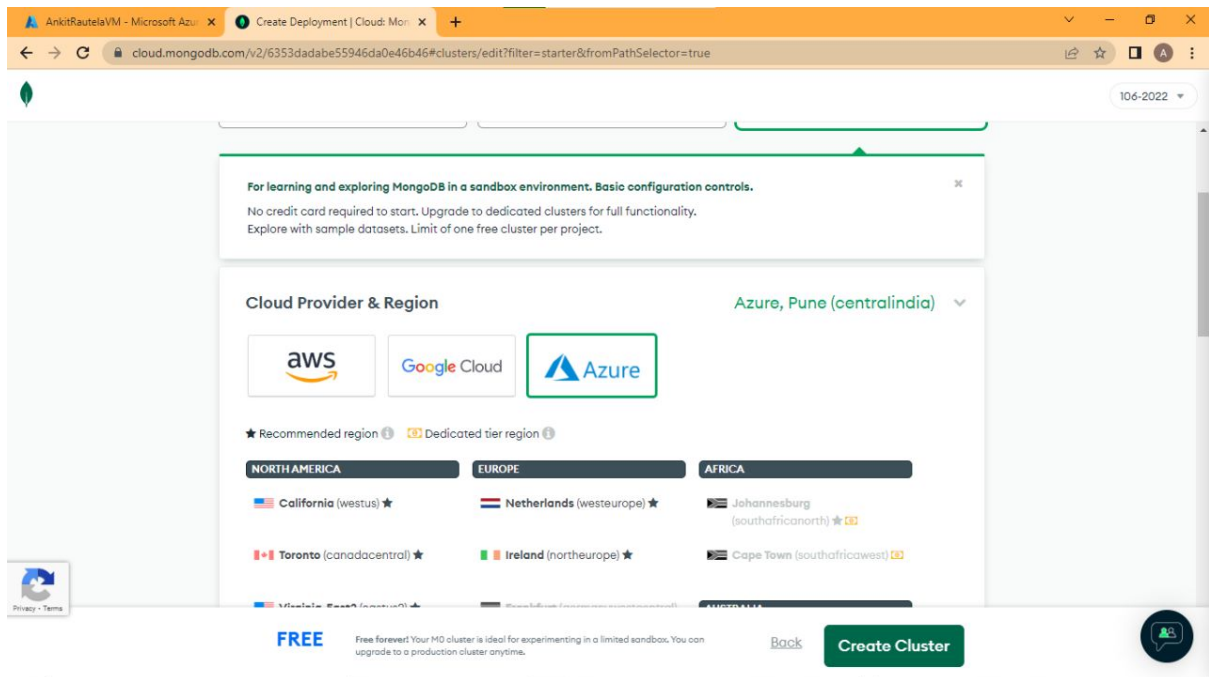 AnkitRautelaVM - Microsoft Azu
Create Deployment | Cloud: Mon
cloud.mongodb.com/v2/6353dadabe55946da0e46b46#clusters/edit?filter=starter&fromPathSelector=true
A
106-2022
For learning and exploring MongoDB in a sandbox environment. Basic configuration controls.
No credit card required to start. Upgrade to dedicated clusters for full functionality.
Explore with sample datasets. Limit of one free cluster per project.
Cloud Provider & Region
Azure, Pune (centralindia)
aws
Google Cloud
Azure
Recommended region
Dedicated tier region
NORTH AMERICA
EUROPE
AFRICA
California (westus)
Netherlands (westeurope)
Johannesburg
(southafricanorth)
Toronto (canadacentral)
Ireland (northeurope)
Cape Town (southafricawest)
Privacy - Terms
FREE
Free forever! Your M0 cluster is ideal for experimenting in a limited sandbox. You can
upgrade to a production cluster anytime.
Back
Create Cluster